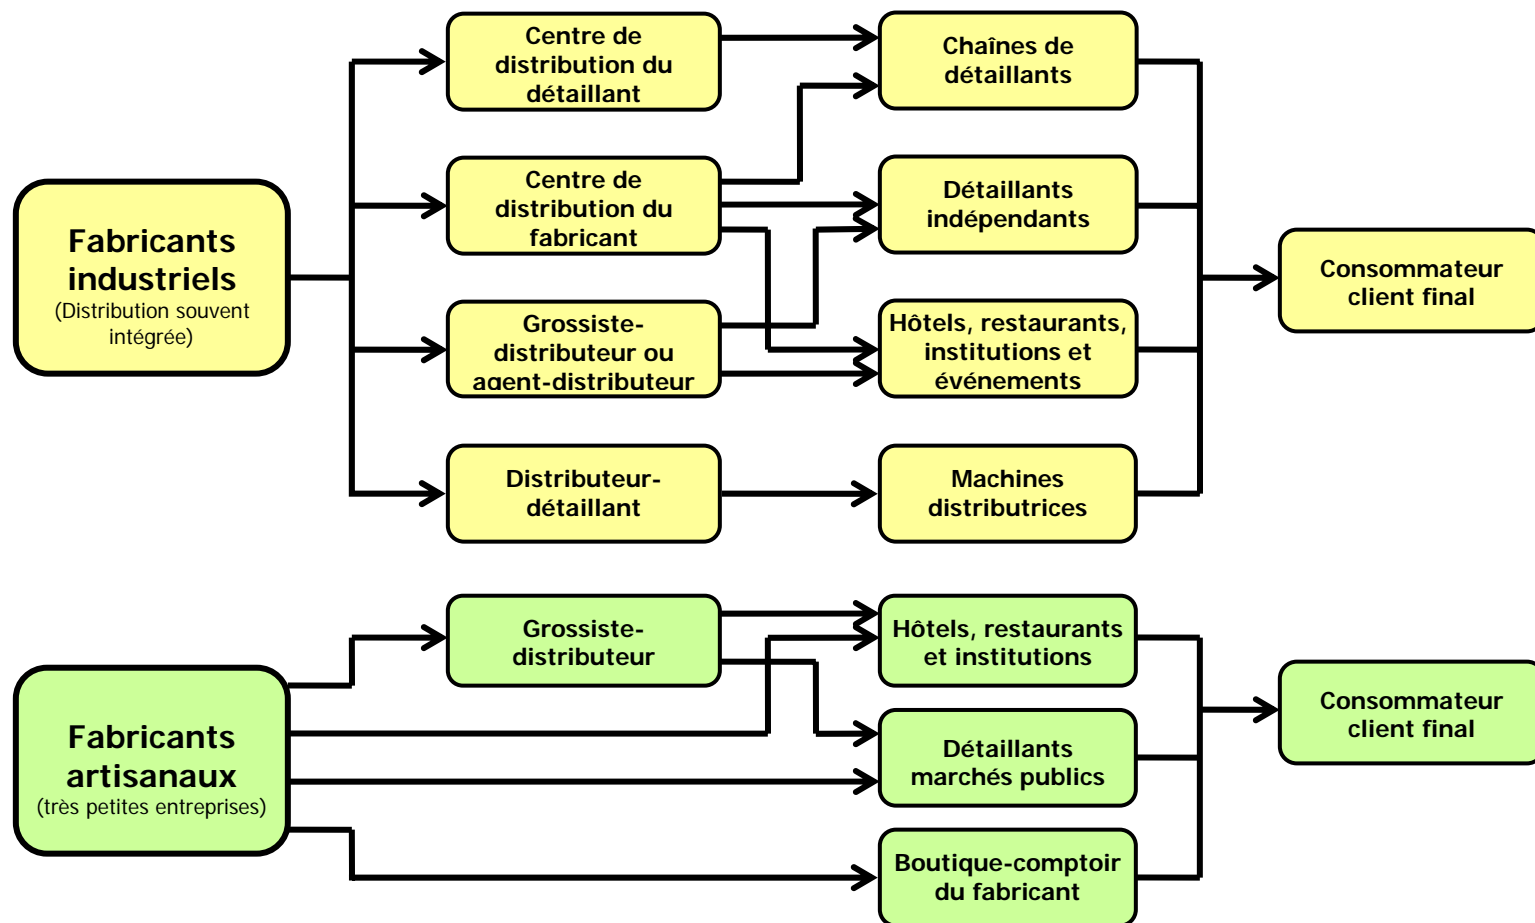 Centre de
distribution du
détaillant
Chaînes de
détaillants
Centre de
distribution du
fabricant
Détaillants
indépendants
Fabricants
industriels
(Distribution souvent
intégrée)
Consommateur
client final
Grossiste-
distributeur ou
agent-distributeur
Hôtels, restaurants,
institutions et
événements
Distributeur-
détaillant
Machines
distributrices
Grossiste-
distributeur
Hôtels, restaurants
et institutions
Fabricants
artisanaux
(très petites entreprises)
Consommateur
client final
Détaillants
marchés publics
Boutique-comptoir
du fabricant